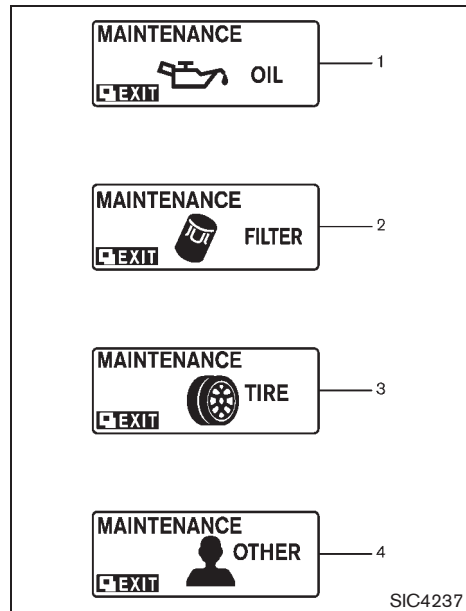 MAINTENANCE
OIL
EXIT
1
MAINTENANCE
FILTER
EXIT
2
MAINTENANCE
TIRE
EXIT
3
MAINTENANCE
OTHER
EXIT
4
SIC4237